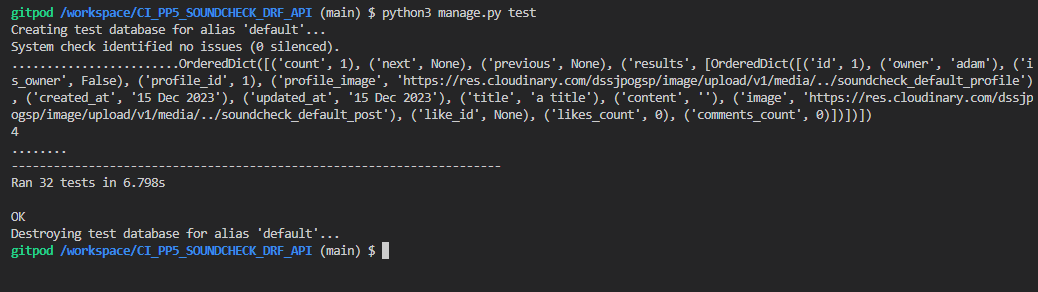 gitpod /workspace/CI_PP5_SOUNDCHECK_DRF_API (main) $ python3 manage.py test
Creating test database for alias 'default'...
System check identified no issues (0 silenced).
........................OrderedDict([('count', 1), ('next', None), ('previous', None), ('results', [OrderedDict([('id', 1), ('owner', 'adam'), ('i
s_owner', False), ('profile_id', 1), ('profile_image', 'https://res.cloudinary.com/dssjpogsp/image/upload/v1/media/../soundcheck_default_profile')
, ('created_at', '15 Dec 2023'), ('updated_at', '15 Dec 2023'), ('title', 'a title'), ('content', ''), ('image', 'https://res.cloudinary.com/dssjp
ogsp/image/upload/v1/media/../soundcheck_default_post'), ('like_id', None), ('likes_count', 0), ('comments_count', 0)])])])
4
........
----------------------------------------------------------------------
Ran 32 tests in 6.798s
OK
Destroying test database for alias 'default'...
gitpod /workspace/CI_PP5_SOUNDCHECK_DRF_API (main) $